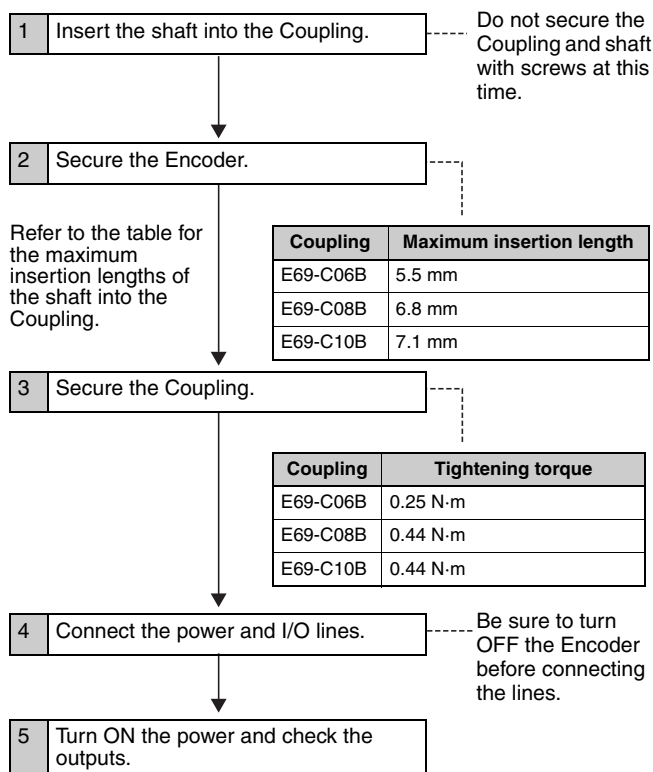 1 Insert the shaft into the Coupling.
Do not secure the
Coupling and shaft
with screws at this
time.
2 Secure the Encoder.
Refer to the table for
the maximum
insertion lengths of
the shaft into the
Coupling.
Coupling Maximum insertion length
E69-C06B 5.5 mm
E69-C08B 6.8 mm
E69-C10B 7.1 mm
3 Secure the Coupling.
Coupling Tightening torque
E69-C06B 0.25 N·m
E69-C08B 0.44 N·m
E69-C10B 0.44 N·m
4 Connect the power and I/O lines.
Be sure to turn
OFF the Encoder
before connecting
the lines.
5 Turn ON the power and check the
outputs.